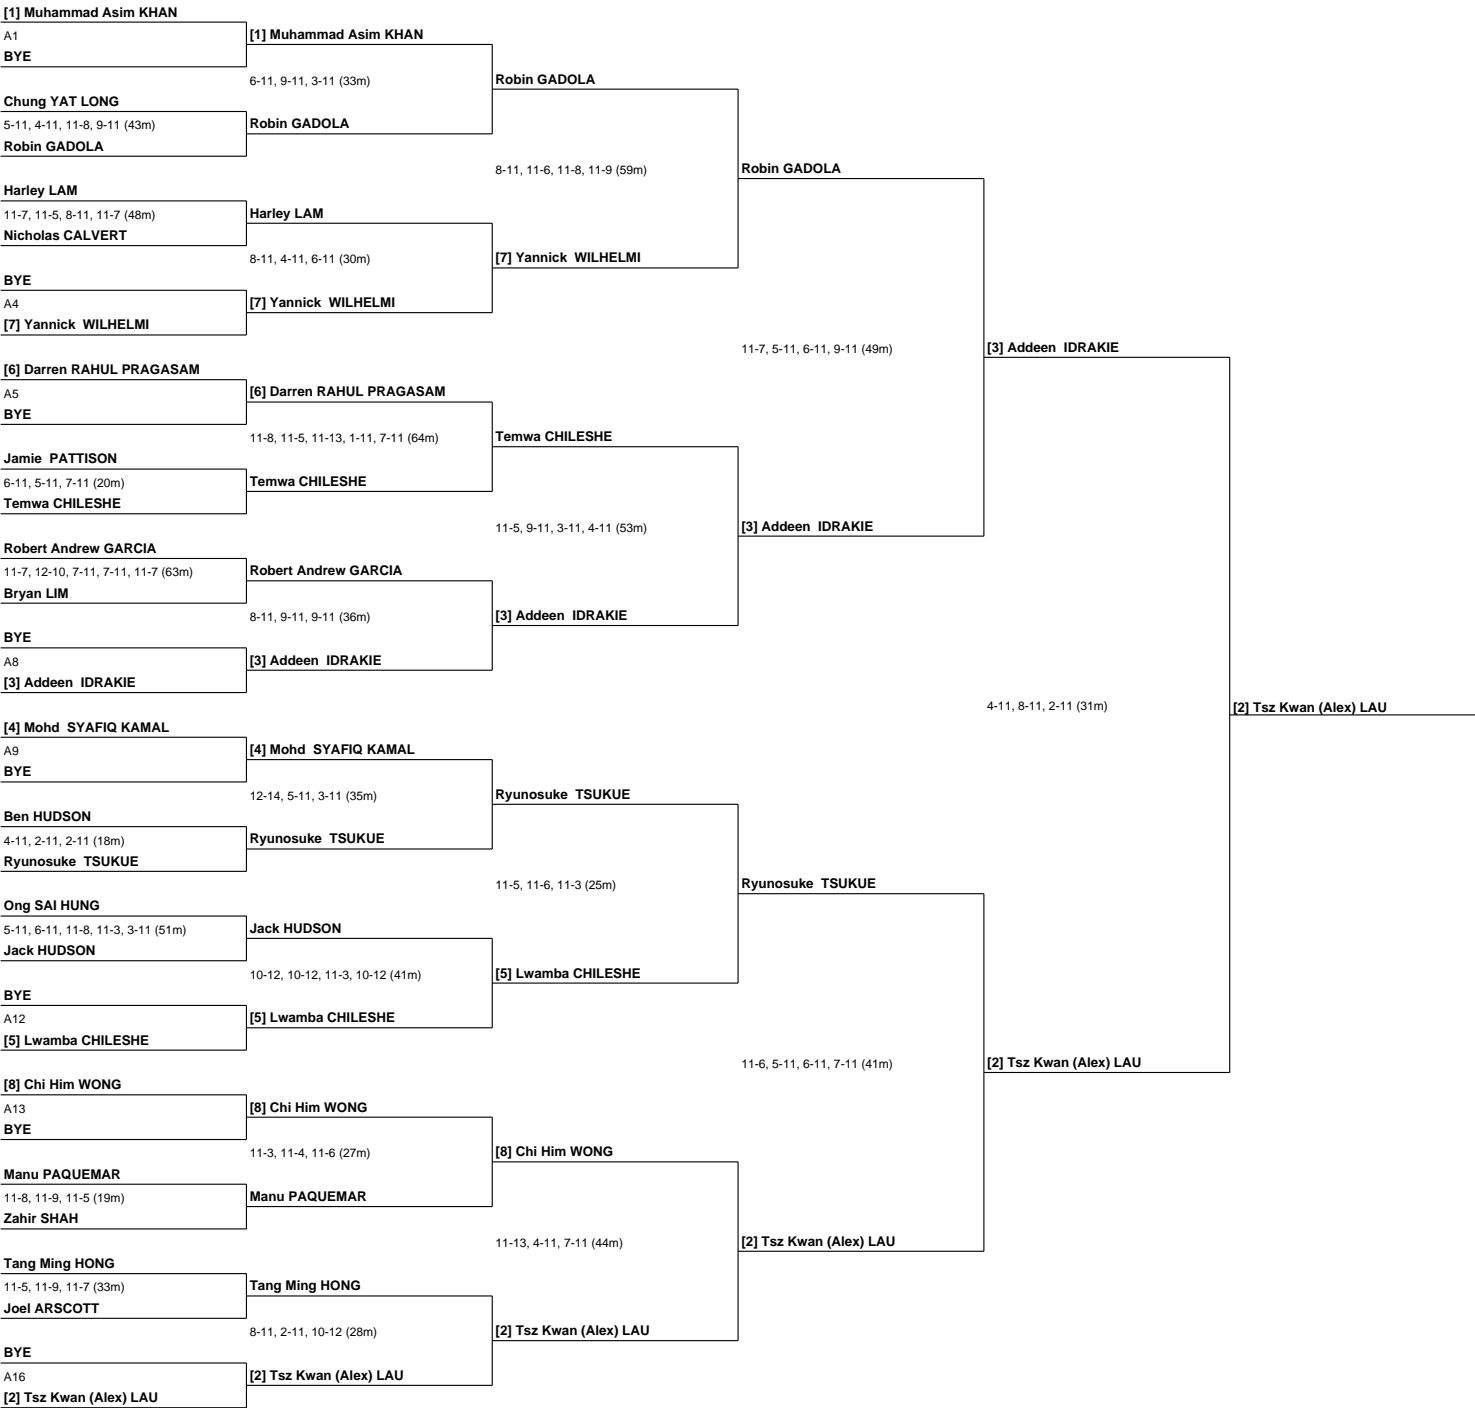 [1] Muhammad Asim KHAN
A1
BYE
Chung YAT LONG
5-11, 4-11, 11-8, 9-11 (43m)
Robin GADOLA
Harley LAM
11-7, 11-5, 8-11, 11-7 (48m)
Nicholas CALVERT
BYE
A4
[7] Yannick WILHELMI
[6] Darren RAHUL PRAGASAM
A5
BYE
Jamie PATTISON
6-11, 5-11, 7-11 (20m)
Temwa CHILESHE
Robert Andrew GARCIA
11-7, 12-10, 7-11, 7-11, 11-7 (63m)
Bryan LIM
BYE
A8
[3] Addeen IDRAKIE
[4] Mohd SYAFIQ KAMAL
A9
BYE
Ben HUDSON
4-11, 2-11, 2-11 (18m)
Ryunosuke TSUKUE
Ong SAI HUNG
5-11, 6-11, 11-8, 11-3, 3-11 (51m)
Jack HUDSON
BYE
A12
[5] Lwamba CHILESHE
[8] Chi Him WONG
A13
BYE
Manu PAQUEMAR
11-8, 11-9, 11-5 (19m)
Zahir SHAH
Tang Ming HONG
11-5, 11-9, 11-7 (33m)
Joel ARSCOTT
BYE
A16
[2] Tsz Kwan (Alex) LAU
[1] Muhammad Asim KHAN
6-11, 9-11, 3-11 (33m)
Robin GADOLA
Harley LAM
8-11, 4-11, 6-11 (30m)
[7] Yannick WILHELMI
[6] Darren RAHUL PRAGASAM
11-8, 11-5, 11-13, 1-11, 7-11 (64m)
Temwa CHILESHE
Robert Andrew GARCIA
8-11, 9-11, 9-11 (36m)
[3] Addeen IDRAKIE
[4] Mohd SYAFIQ KAMAL
12-14, 5-11, 3-11 (35m)
Ryunosuke TSUKUE
Jack HUDSON
10-12, 10-12, 11-3, 10-12 (41m)
[5] Lwamba CHILESHE
[8] Chi Him WONG
11-3, 11-4, 11-6 (27m)
Manu PAQUEMAR
Tang Ming HONG
8-11, 2-11, 10-12 (28m)
[2] Tsz Kwan (Alex) LAU
Robin GADOLA
8-11, 11-6, 11-8, 11-9 (59m)
[7] Yannick WILHELMI
Temwa CHILESHE
11-5, 9-11, 3-11, 4-11 (53m)
[3] Addeen IDRAKIE
Ryunosuke TSUKUE
11-5, 11-6, 11-3 (25m)
[5] Lwamba CHILESHE
[8] Chi Him WONG
11-13, 4-11, 7-11 (44m)
[2] Tsz Kwan (Alex) LAU
Robin GADOLA
11-7, 5-11, 6-11, 9-11 (49m)
[3] Addeen IDRAKIE
Ryunosuke TSUKUE
11-6, 5-11, 6-11, 7-11 (41m)
[2] Tsz Kwan (Alex) LAU
[3] Addeen IDRAKIE
4-11, 8-11, 2-11 (31m)
[2] Tsz Kwan (Alex) LAU
[2] Tsz Kwan (Alex) LAU